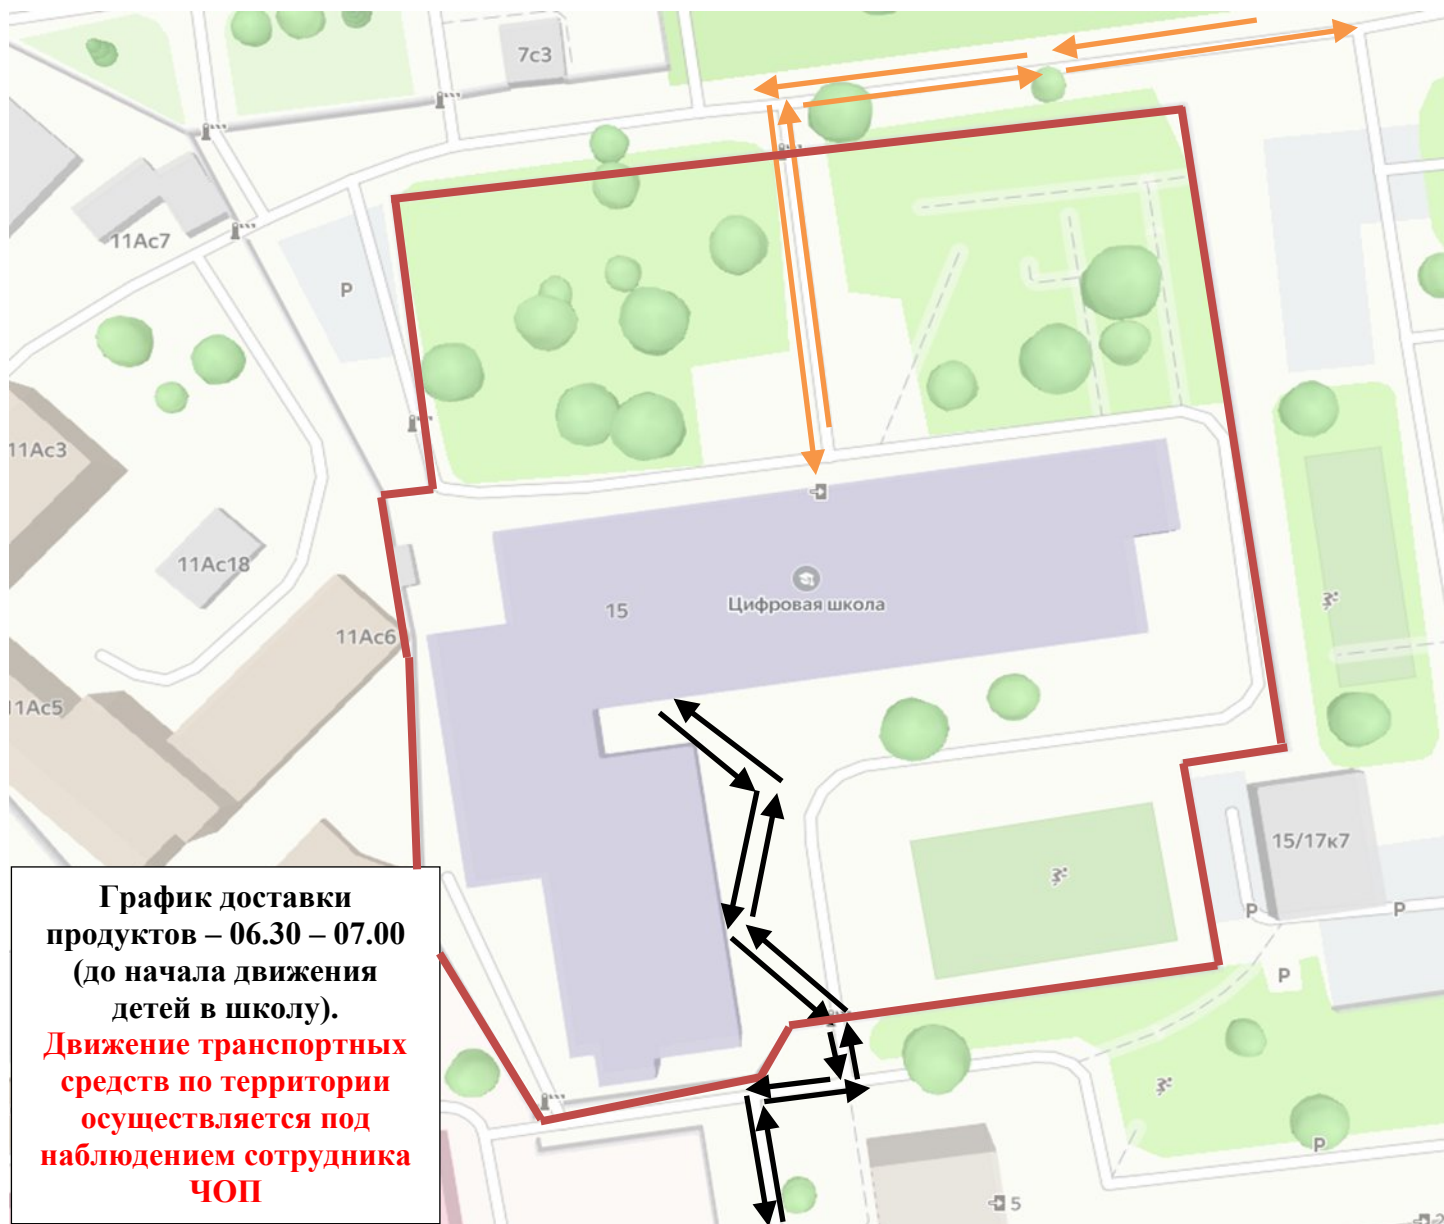 7с3
11Ас7
P
11Ас3
11Ас18
15
Цифровая школа
11Ас6
11Ас5
15/17к7
P
P
P
График доставки
продуктов – 06.30 – 07.00
(до начала движения
детей в школу).
Движение транспортных
средств по территории
осуществляется под
наблюдением сотрудника
ЧОП
P
5